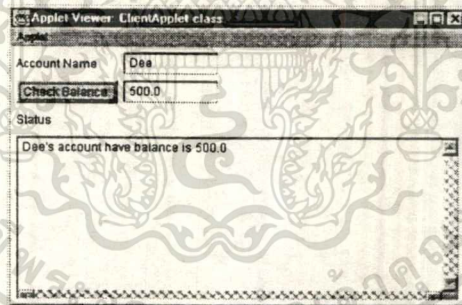 Applet Viewer: ClientApplet.class
Applet
Account Name Dee
Check Balance 500.0
Status
Dee's account have balance is 500.0